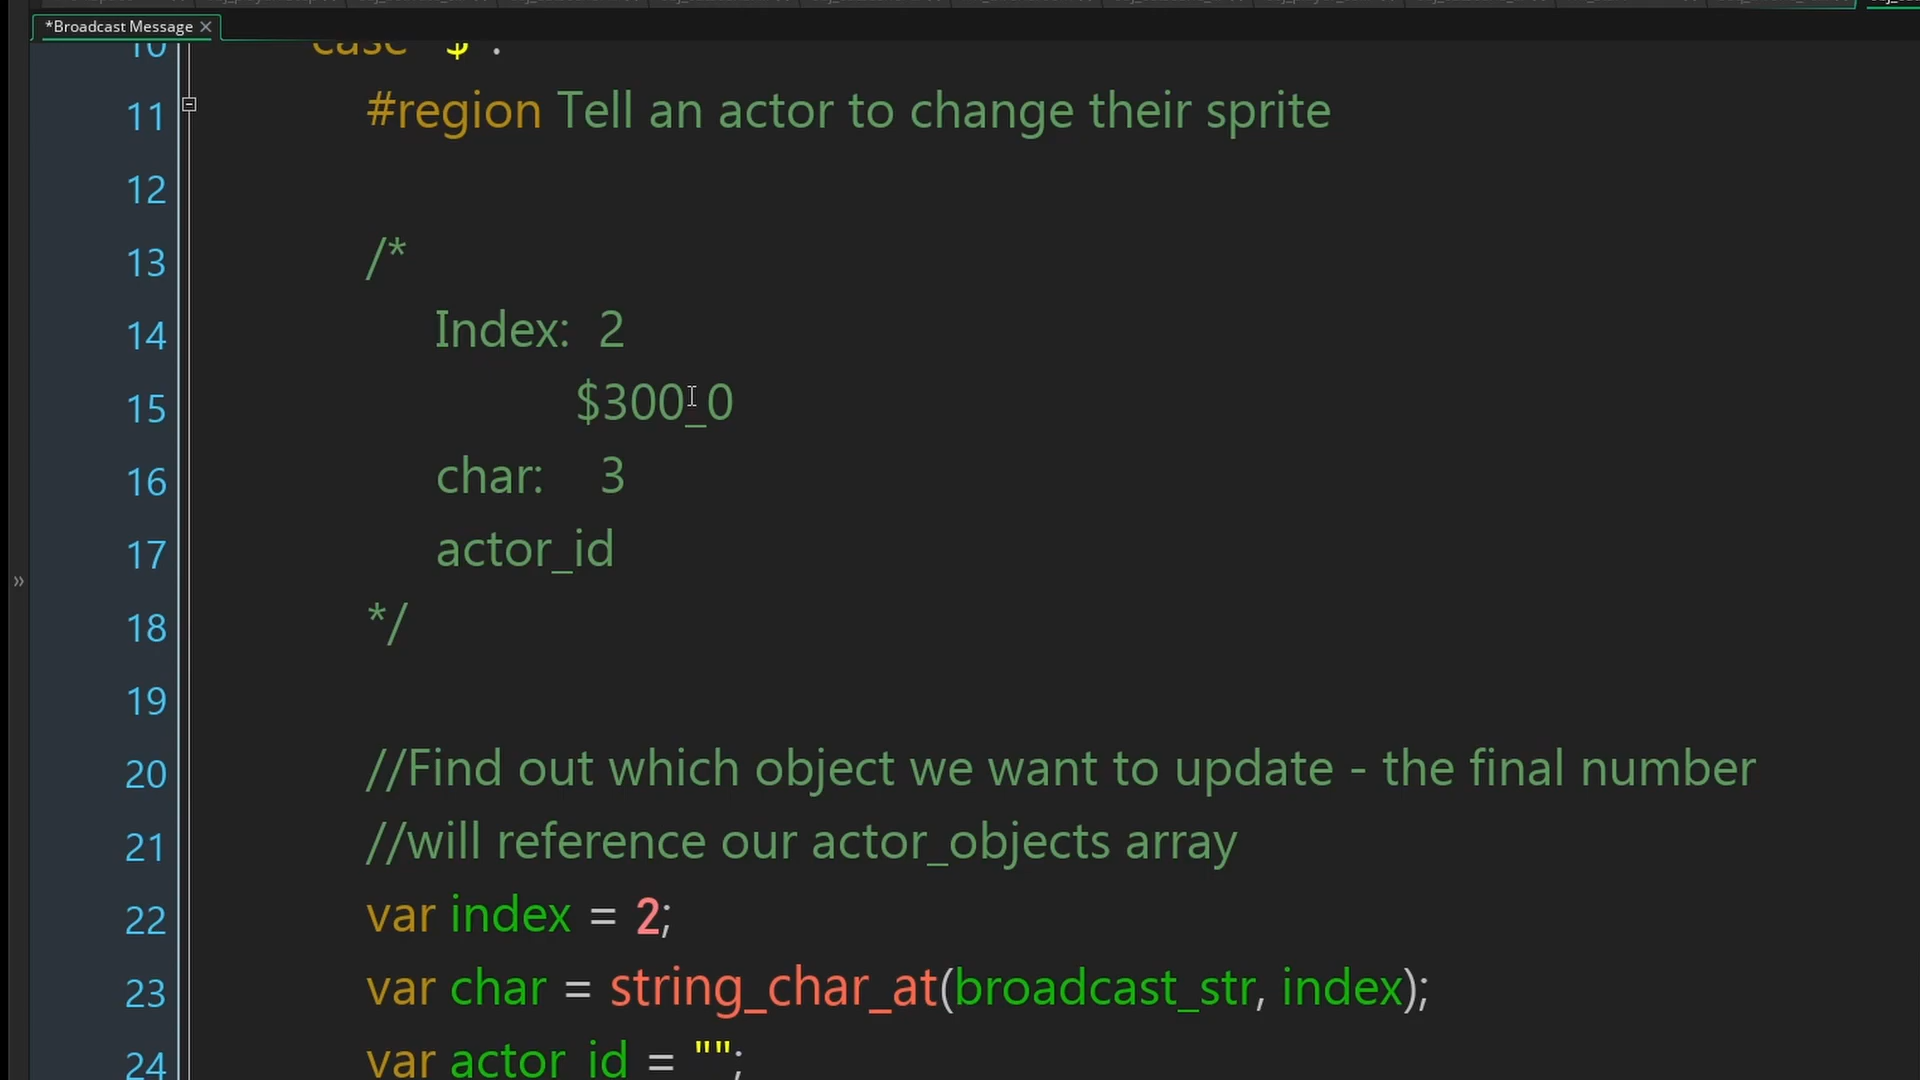 *Broadcast Message ×
10 case "$":
11 #region Tell an actor to change their sprite
12
13 /*
14 Index: 2
15 $300_0
16 char: 3
17 actor_id
18 */
19
20 //Find out which object we want to update - the final number
21 //will reference our actor_objects array
22 var index = 2;
23 var char = string_char_at(broadcast_str, index);
24 var actor_id = "";